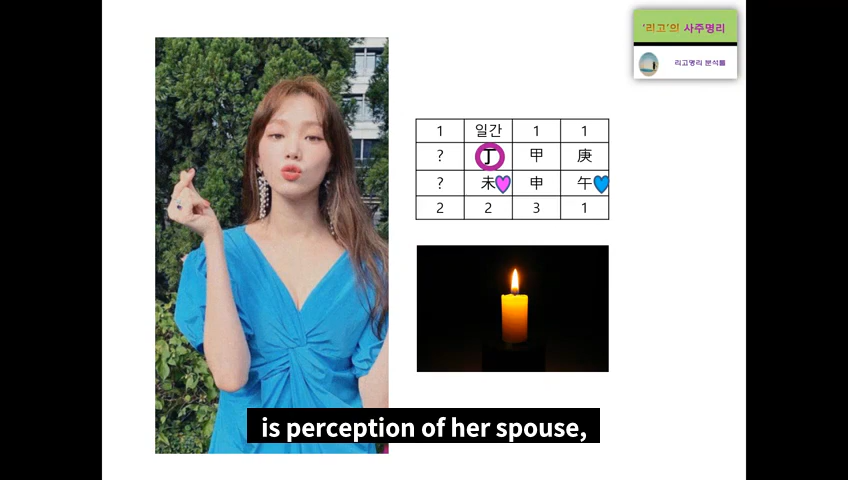 '리고'의 사주명리
리고명리 분석틀
1 일간 1 1
? 丁 甲 庚
? 未 申 午
2 2 3 1
is perception of her spouse,